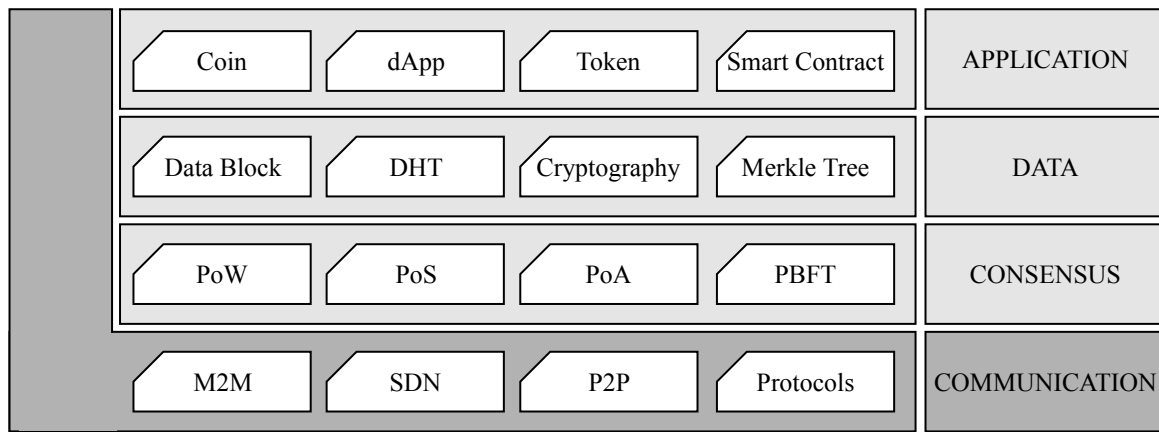 Coin dApp Token Smart Contract APPLICATION
Data Block DHT Cryptography Merkle Tree DATA
PoW PoS PoA PBFT CONSENSUS
M2M SDN P2P Protocols COMMUNICATION